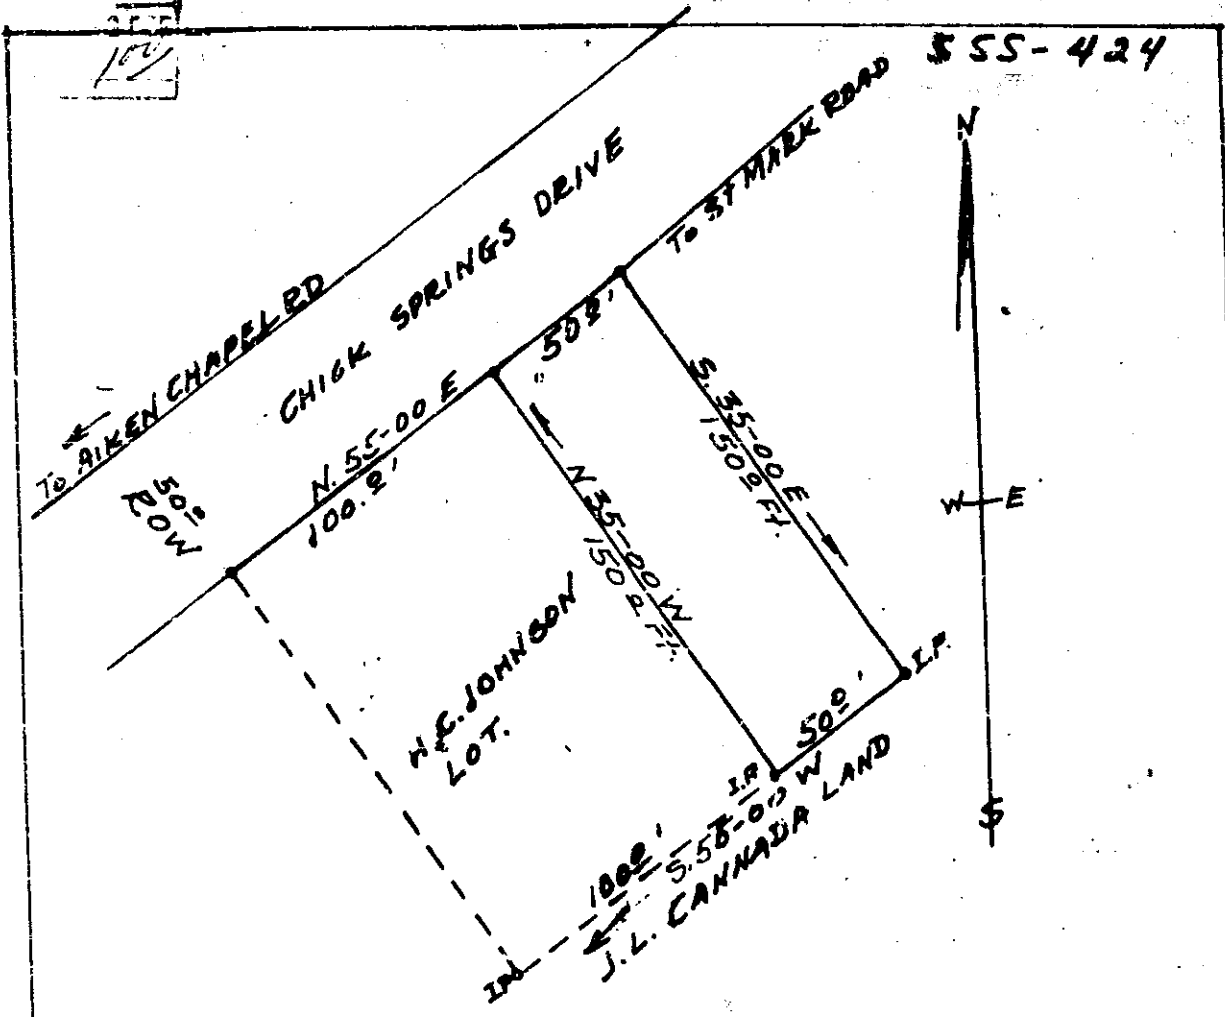 100
$ 55-424
N
To ST MARK ROAD
CHICK SPRINGS DRIVE
To AIKEN CHAPEL RD
50.0'
N. 55-00 E
100.0'
50.0
ROW
S. 35-00 E
150.0 Ft.
N 35-00 W
150.0 Ft.
W E
H.C. JOHNSON
LOT.
I.P.
50.0'
I.P.
S.55-00 W
100.0'
J. L. CANNADA LAND
I.P.
S